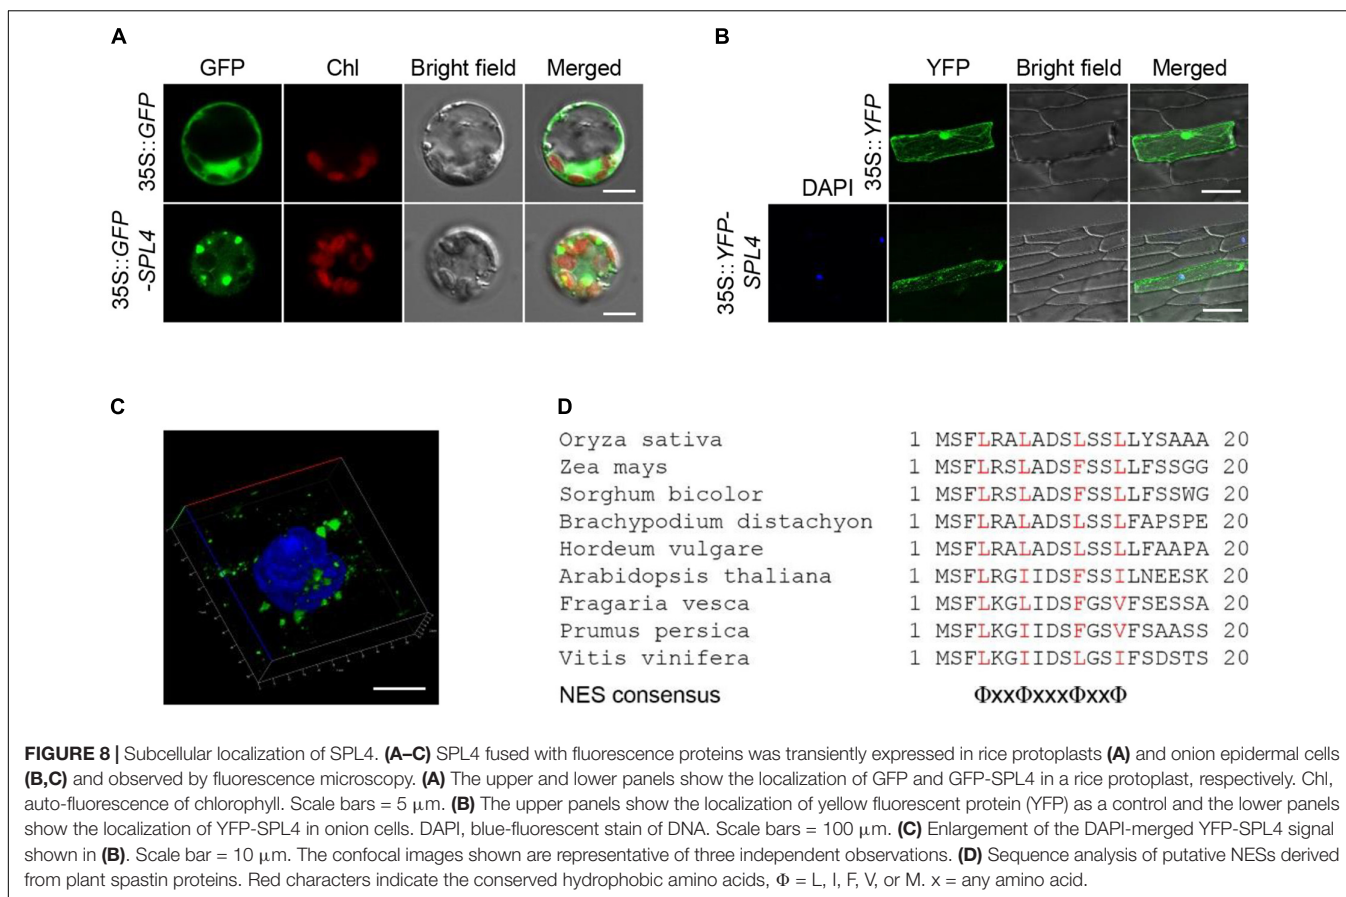 A
B
GFP Chl Bright field Merged
YFP Bright field Merged
35S::GFP
35S::YFP
DAPI
35S::GFP
-SPL4
35S::YFP-
SPL4
C
D
Oryza sativa 1 MSFLRALADSLSSLLYSAAA 20
Zea mays 1 MSFLRSLADSFSSLLFSSGG 20
Sorghum bicolor 1 MSFLRSLADSFSSLLFSSWG 20
Brachypodium distachyon 1 MSFLRALADSLSSLFAPSPE 20
Hordeum vulgare 1 MSFLRALADSLSSLLFAAPA 20
Arabidopsis thaliana 1 MSFLRGIIDSFSSILNEESK 20
Fragaria vesca 1 MSFLKGLIDSFGSVFSESSA 20
Prumus persica 1 MSFLKGIIDSFGSVFSAASS 20
Vitis vinifera 1 MSFLKGIIDSLGSIFSDSTS 20
NES consensus ΦxxΦxxxΦxxΦ
FIGURE 8 | Subcellular localization of SPL4. (A–C) SPL4 fused with fluorescence proteins was transiently expressed in rice protoplasts (A) and onion epidermal cells
(B,C) and observed by fluorescence microscopy. (A) The upper and lower panels show the localization of GFP and GFP-SPL4 in a rice protoplast, respectively. Chl,
auto-fluorescence of chlorophyll. Scale bars = 5 μm. (B) The upper panels show the localization of yellow fluorescent protein (YFP) as a control and the lower panels
show the localization of YFP-SPL4 in onion cells. DAPI, blue-fluorescent stain of DNA. Scale bars = 100 μm. (C) Enlargement of the DAPI-merged YFP-SPL4 signal
shown in (B). Scale bar = 10 μm. The confocal images shown are representative of three independent observations. (D) Sequence analysis of putative NESs derived
from plant spastin proteins. Red characters indicate the conserved hydrophobic amino acids, Φ = L, I, F, V, or M. x = any amino acid.